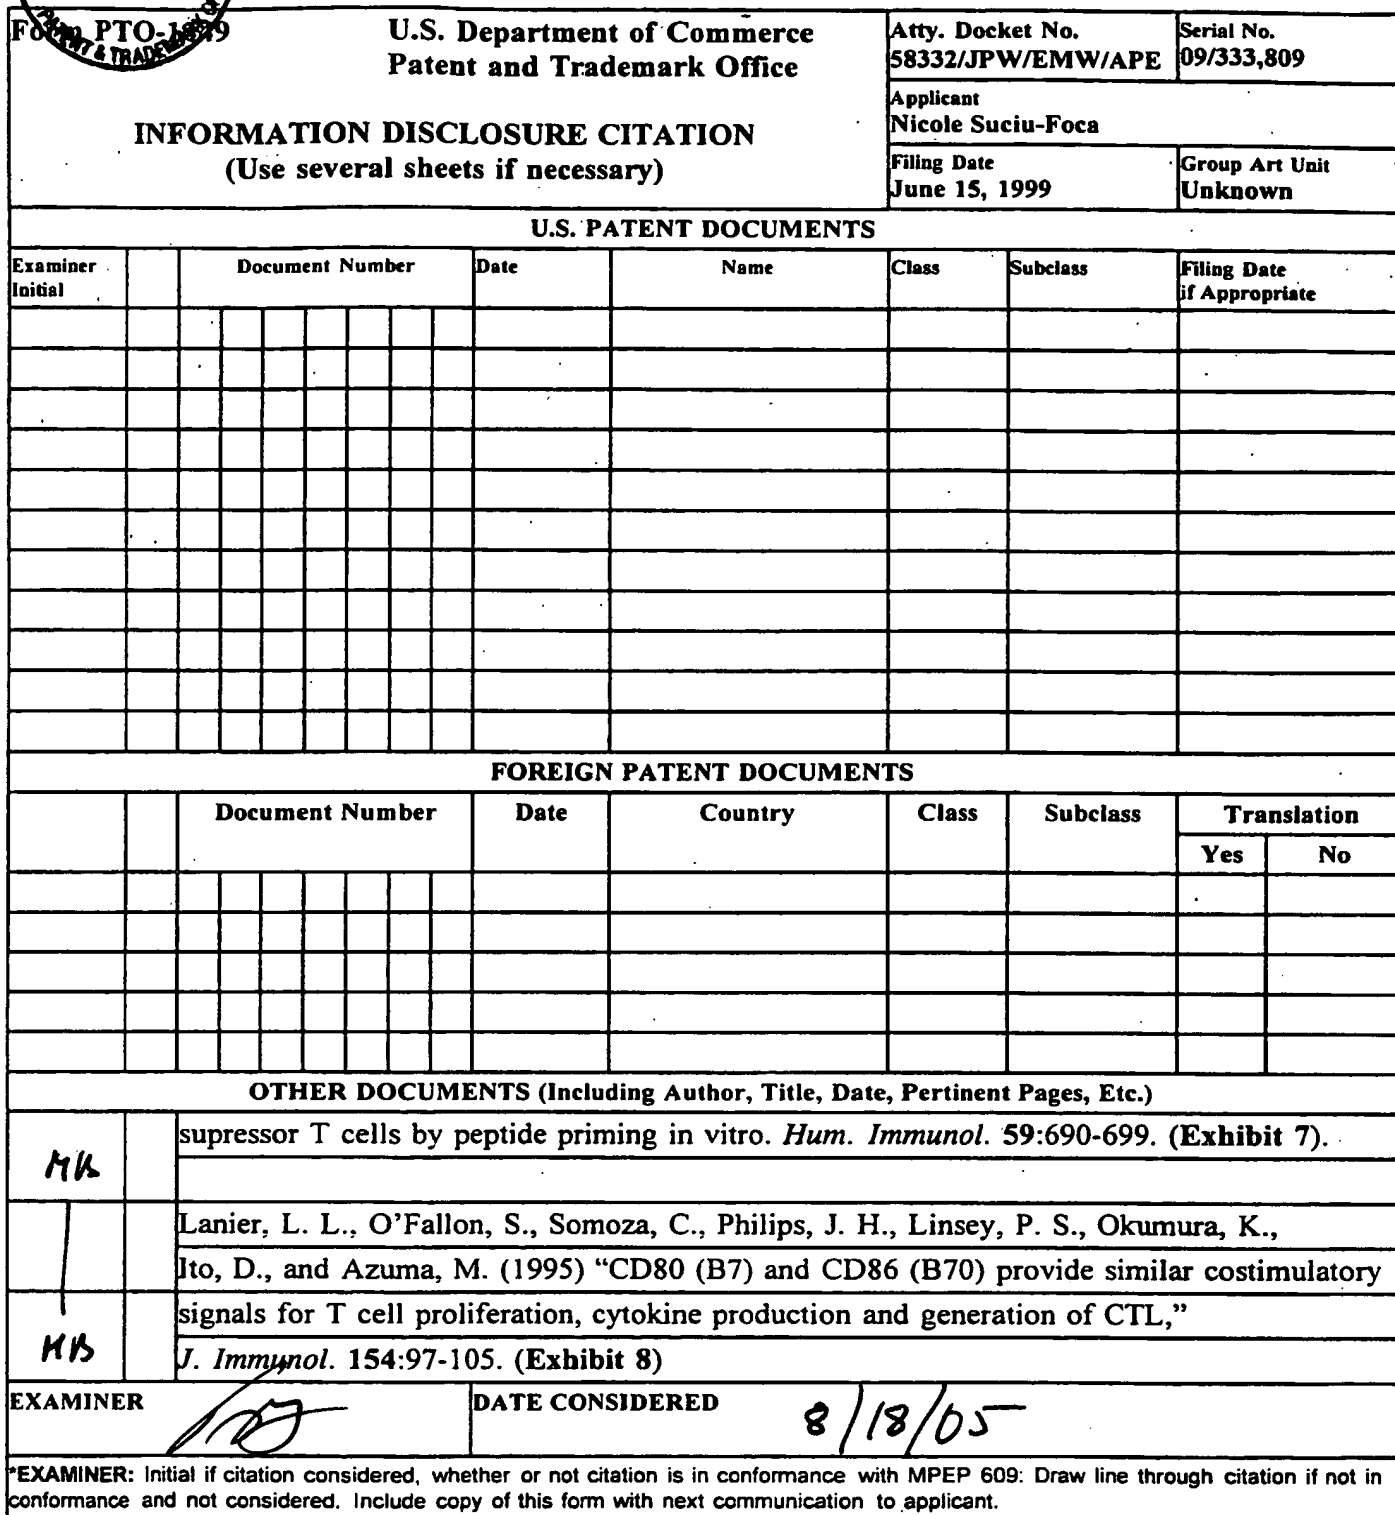 Form PTO-1449
PATENT & TRADEMARK
U.S. Department of Commerce
Patent and Trademark Office
INFORMATION DISCLOSURE CITATION
(Use several sheets if necessary)
Atty. Docket No.
58332/JPW/EMW/APE
Serial No.
09/333,809
Applicant
Nicole Suciu-Foca
Filing Date
June 15, 1999
Group Art Unit
Unknown
U.S. PATENT DOCUMENTS
Examiner
Initial
Document Number
Date
Name
Class
Subclass
Filing Date
if Appropriate
FOREIGN PATENT DOCUMENTS
Document Number
Date
Country
Class
Subclass
Translation
Yes
No
OTHER DOCUMENTS (Including Author, Title, Date, Pertinent Pages, Etc.)
MB
supressor T cells by peptide priming in vitro. Hum. Immunol. 59:690-699. (Exhibit 7).
Lanier, L. L., O'Fallon, S., Somoza, C., Philips, J. H., Linsey, P. S., Okumura, K.,
Ito, D., and Azuma, M. (1995) “CD80 (B7) and CD86 (B70) provide similar costimulatory
signals for T cell proliferation, cytokine production and generation of CTL,”
MB
J. Immunol. 154:97-105. (Exhibit 8)
EXAMINER
DATE CONSIDERED
8/18/05
*EXAMINER: Initial if citation considered, whether or not citation is in conformance with MPEP 609: Draw line through citation if not in
conformance and not considered. Include copy of this form with next communication to applicant.